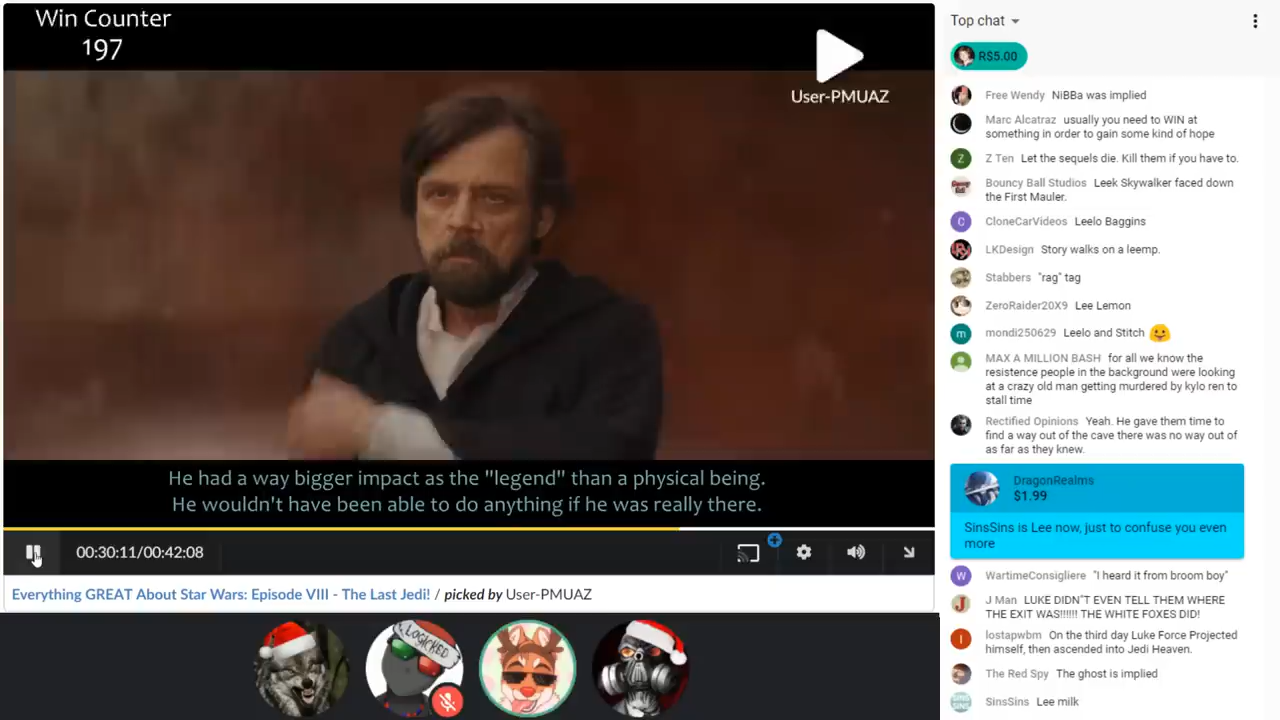 Win Counter
197
User-PMUAZ
He had a way bigger impact as the "legend" than a physical being.
He wouldn't have been able to do anything if he was really there.
00:30:11/00:42:08
Everything GREAT About Star Wars: Episode VIII - The Last Jedi! / picked by User-PMUAZ
LOGICKED
Top chat
R$5.00
Free Wendy NiBBa was implied
Marc Alcatraz usually you need to WIN at
something in order to gain some kind of hope
Z
Z Ten Let the sequels die. Kill them if you have to.
Bouncy Ball Studios Leek Skywalker faced down
the First Mauler.
C
CloneCarVideos Leelo Baggins
LKDesign Story walks on a leemp.
Stabbers "rag" tag
ZeroRaider20X9 Lee Lemon
m
mondi250629 Leelo and Stitch
MAX A MILLION BASH for all we know the
resistence people in the background were looking
at a crazy old man getting murdered by kylo ren to
stall time
Rectified Opinions Yeah. He gave them time to
find a way out of the cave there was no way out of
as far as they knew.
DragonRealms
$1.99
SinsSins is Lee now, just to confuse you even
more
W
WartimeConsigliere "I heard it from broom boy"
J
J Man LUKE DIDN"T EVEN TELL THEM WHERE
THE EXIT WAS!!!!!! THE WHITE FOXES DID!
l
lostapwbm On the third day Luke Force Projected
himself, then ascended into Jedi Heaven.
The Red Spy The ghost is implied
SINS
SINS
SinsSins Lee milk